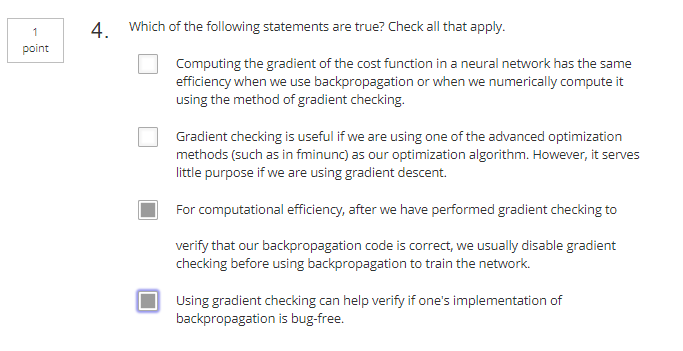 1
point
4. Which of the following statements are true? Check all that apply.
Computing the gradient of the cost function in a neural network has the same
efficiency when we use backpropagation or when we numerically compute it
using the method of gradient checking.
Gradient checking is useful if we are using one of the advanced optimization
methods (such as in fminunc) as our optimization algorithm. However, it serves
little purpose if we are using gradient descent.
For computational efficiency, after we have performed gradient checking to
verify that our backpropagation code is correct, we usually disable gradient
checking before using backpropagation to train the network.
Using gradient checking can help verify if one's implementation of
backpropagation is bug-free.